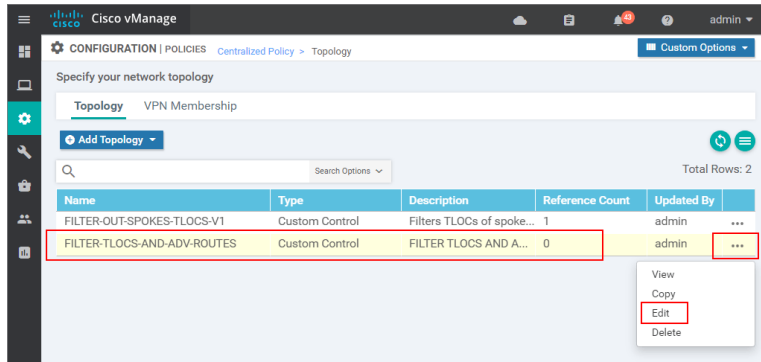 CISCO Cisco vManage 43 admin
CONFIGURATION | POLICIES Centralized Policy > Topology Custom Options
Specify your network topology
Topology VPN Membership
Add Topology
Search Options Total Rows: 2
Name Type Description Reference Count Updated By
FILTER-OUT-SPOKES-TLOCS-V1 Custom Control Filters TLOCs of spoke... 1 admin ...
FILTER-TLOCS-AND-ADV-ROUTES Custom Control FILTER TLOCS AND A... 0 admin ...
View
Copy
Edit
Delete